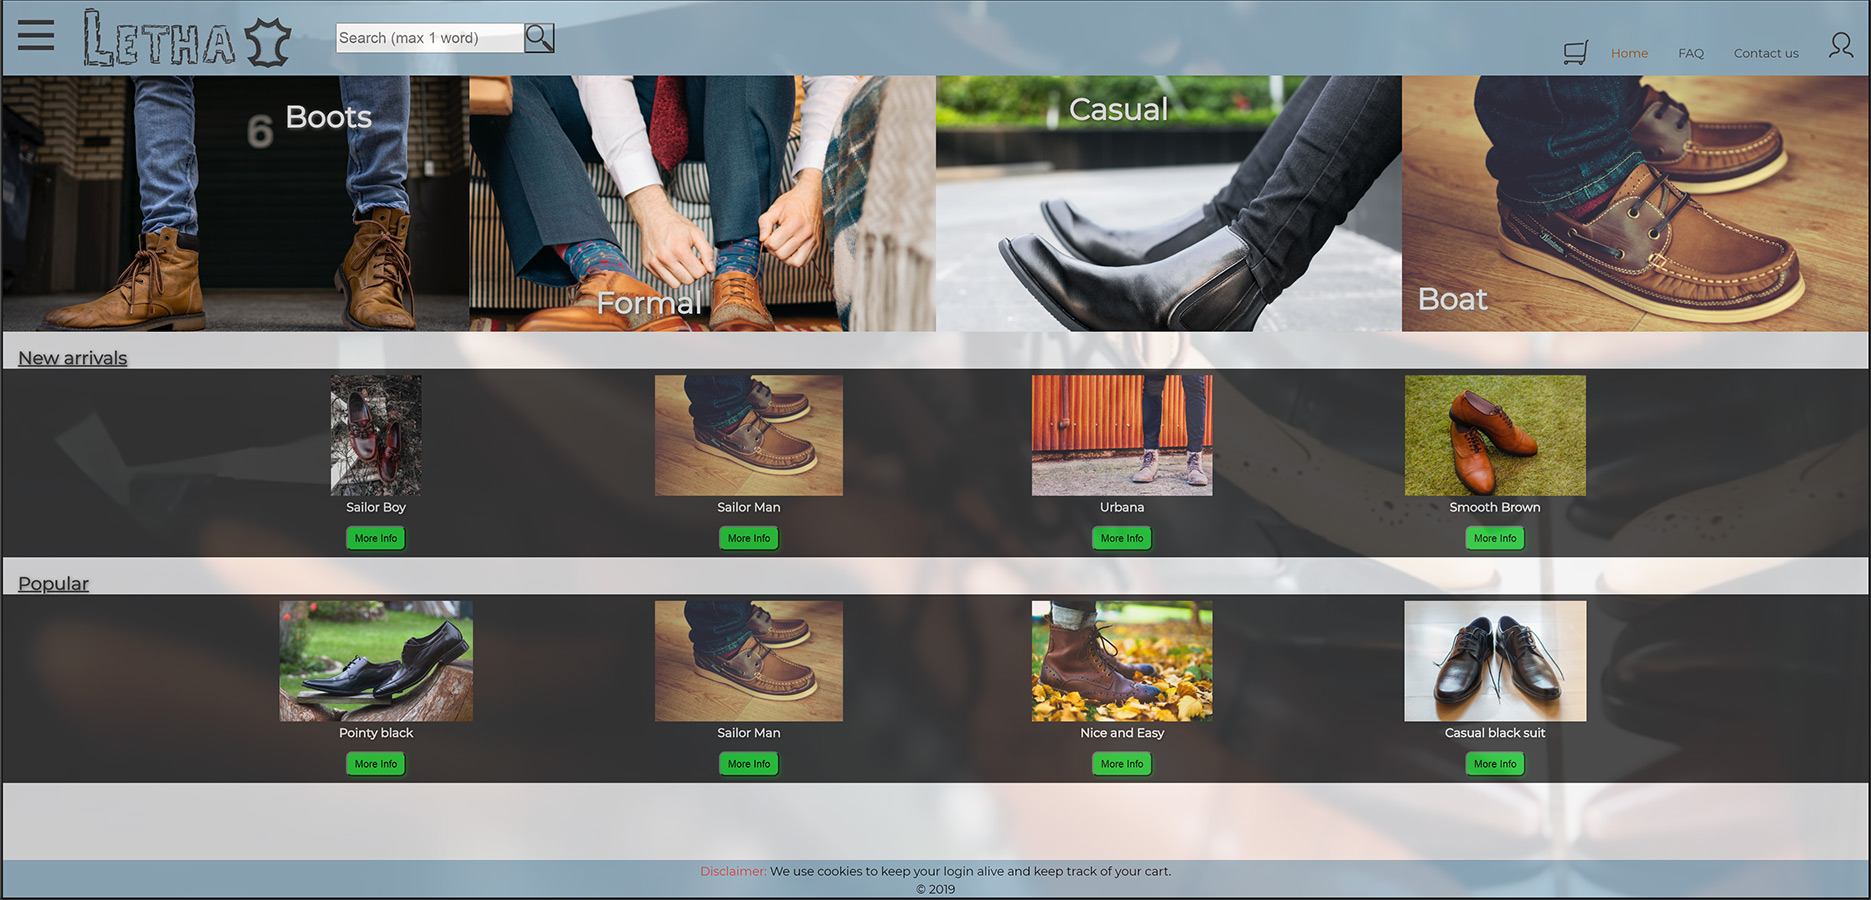 LETHA
Search (max 1 word)
Home
FAQ
Contact us
6
Boots
Formal
Casual
Boat
New arrivals
Sailor Boy
Sailor Man
Urbana
Smooth Brown
More Info
More Info
More Info
More Info
Popular
Pointy black
Sailor Man
Nice and Easy
Casual black suit
More Info
More Info
More Info
More Info
Disclaimer: We use cookies to keep your login alive and keep track of your cart.
© 2019